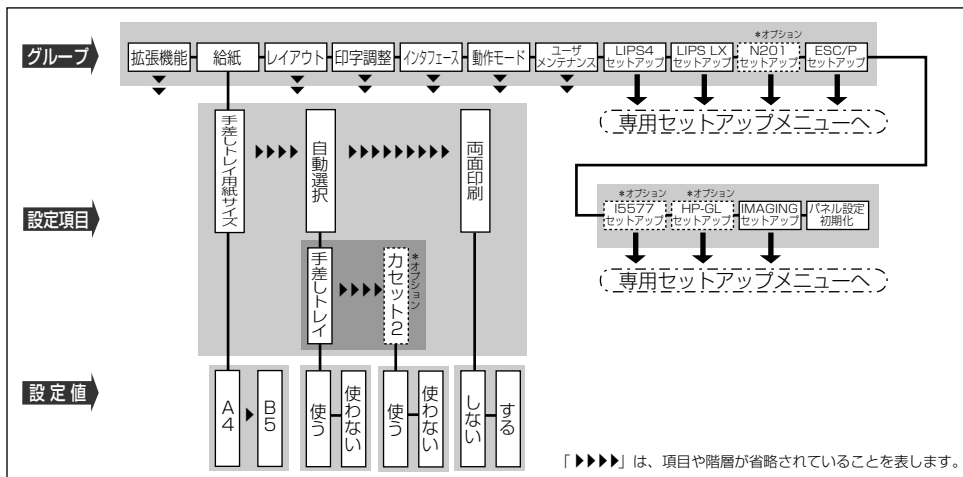 グループ
拡張機能
給紙
レイアウト
印字調整
インタフェース
動作モード
ユーザ
メンテナンス
LIPS4
セットアップ
LIPS LX
セットアップ
*オプション
N201
セットアップ
ESC/P
セットアップ
専用セットアップメニューへ
設定項目
手差しトレイ用紙サイズ
自動選択
両面印刷
手差しトレイ
カセット2
*オプション
*オプション
I5577
セットアップ
*オプション
HP-GL
セットアップ
IMAGING
セットアップ
パネル設定
初期化
専用セットアップメニューへ
設定値
A4
B5
使う
使わない
使う
使わない
しない
する
「▶▶▶▶」は、項目や階層が省略されていることを表します。